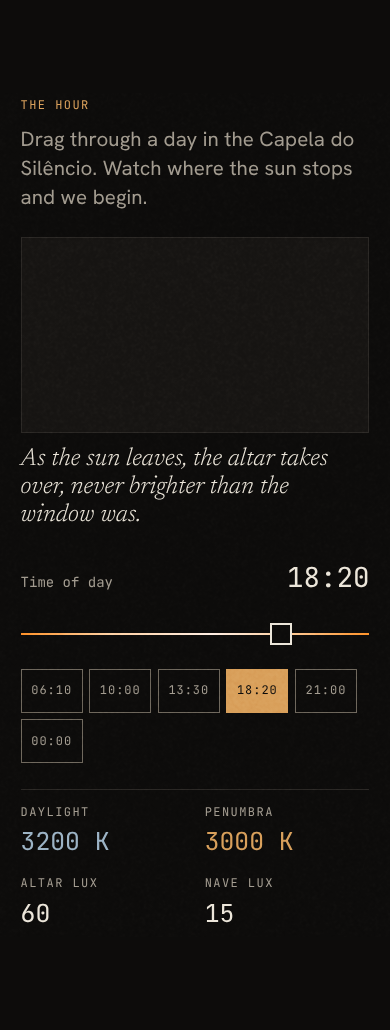 THE HOUR
Drag through a day in the Capela do
Silêncio. Watch where the sun stops
and we begin.
As the sun leaves, the altar takes
over, never brighter than the
window was.
Time of day 18:20
06:10 10:00 13:30 18:20 21:00
00:00
DAYLIGHT PENUMBRA
3200 K 3000 K
ALTAR LUX NAVE LUX
60 15